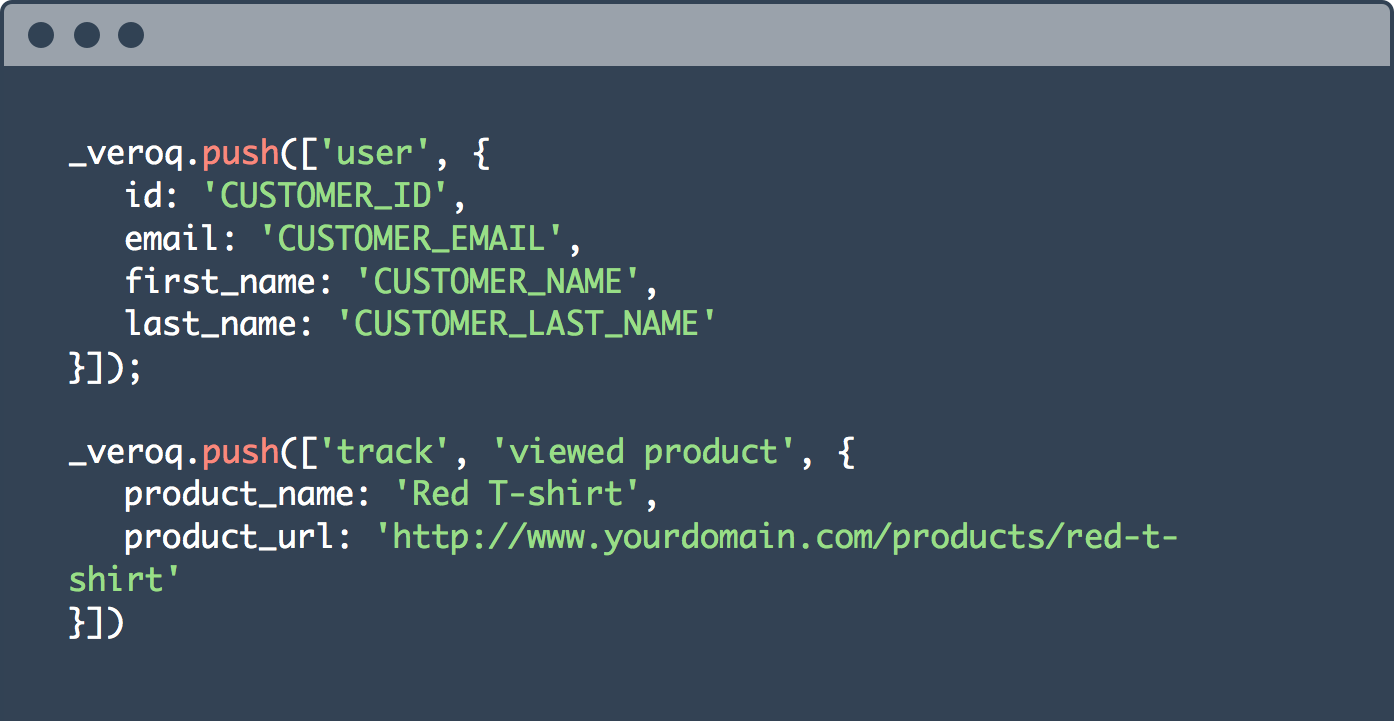 _veroq.push(['user', {
id: 'CUSTOMER_ID',
email: 'CUSTOMER_EMAIL',
first_name: 'CUSTOMER_NAME',
last_name: 'CUSTOMER_LAST_NAME'
}]);
_veroq.push(['track', 'viewed product', {
product_name: 'Red T-shirt',
product_url: 'http://www.yourdomain.com/products/red-t-
shirt'
}])